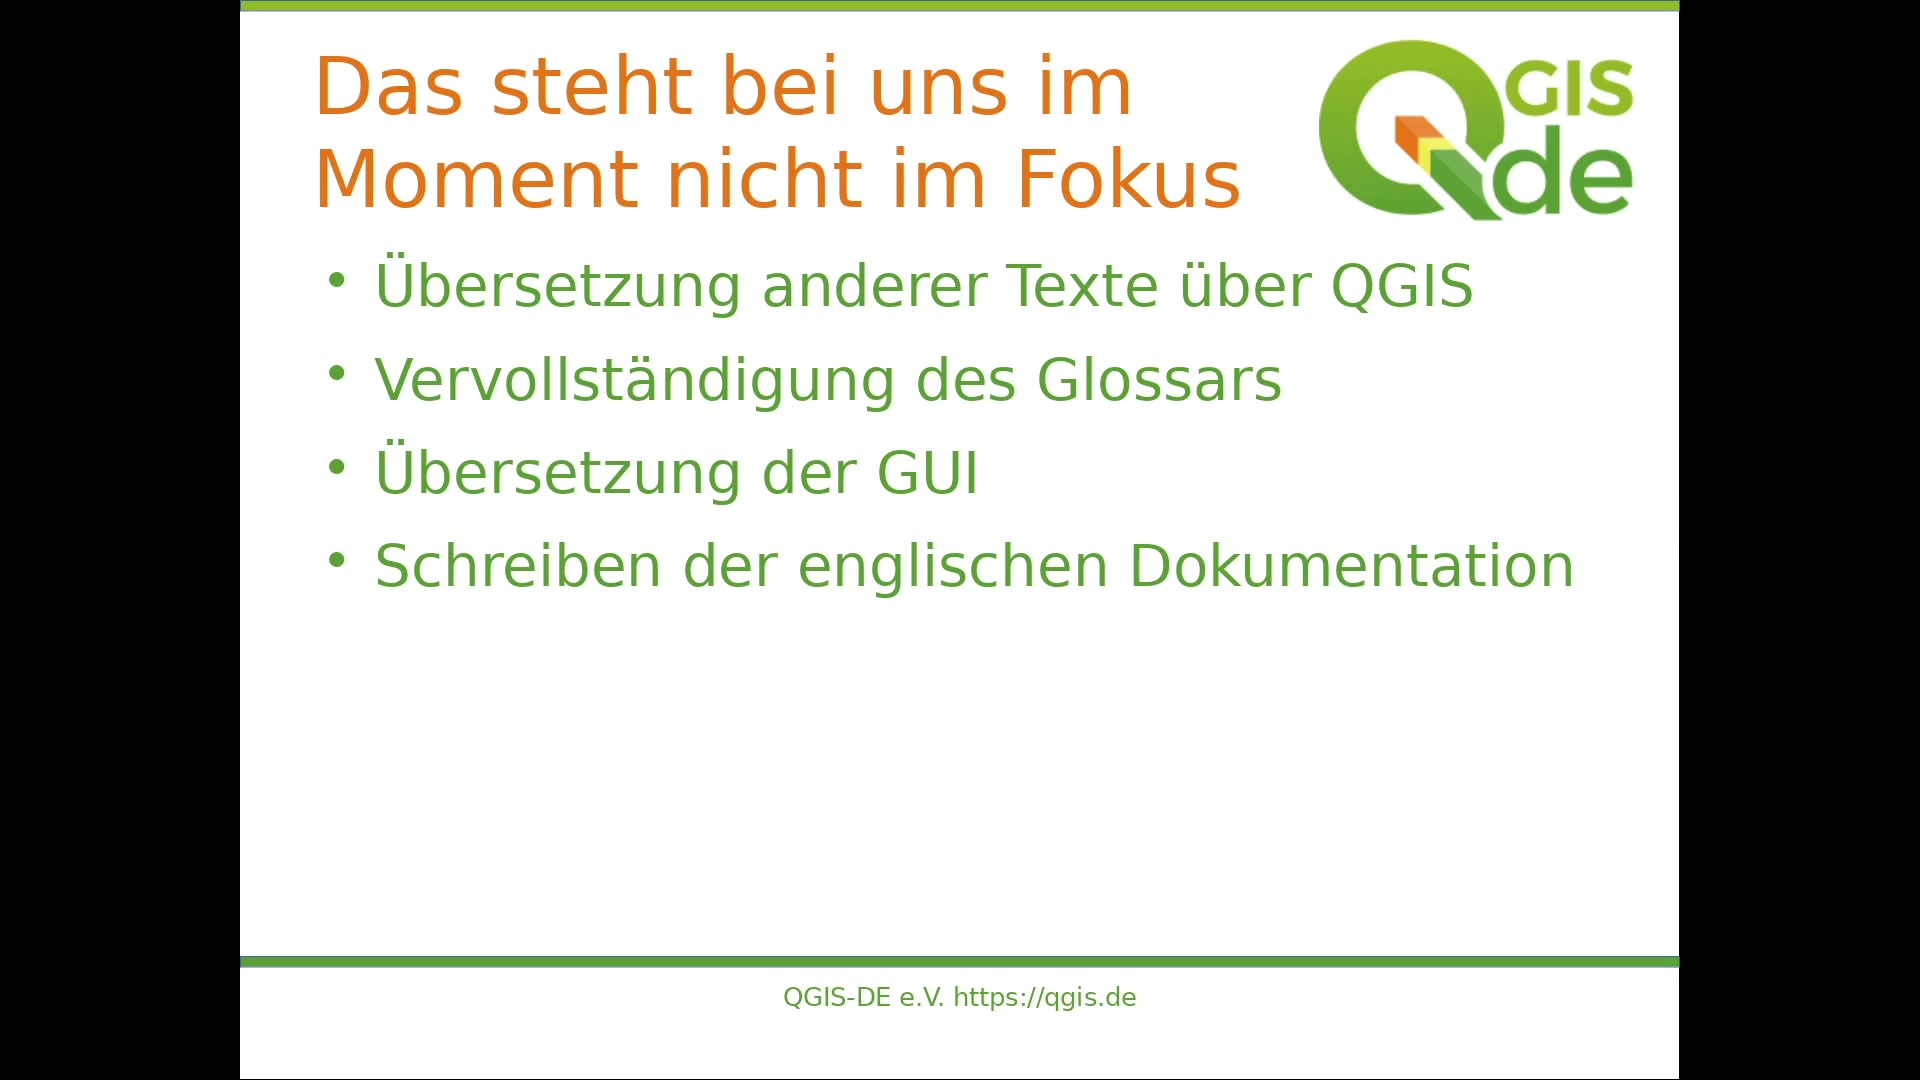 Das steht bei uns im
Moment nicht im Fokus
QGIS
de
• Übersetzung anderer Texte über QGIS
• Vervollständigung des Glossars
• Übersetzung der GUI
• Schreiben der englischen Dokumentation
QGIS-DE e.V. https://qgis.de